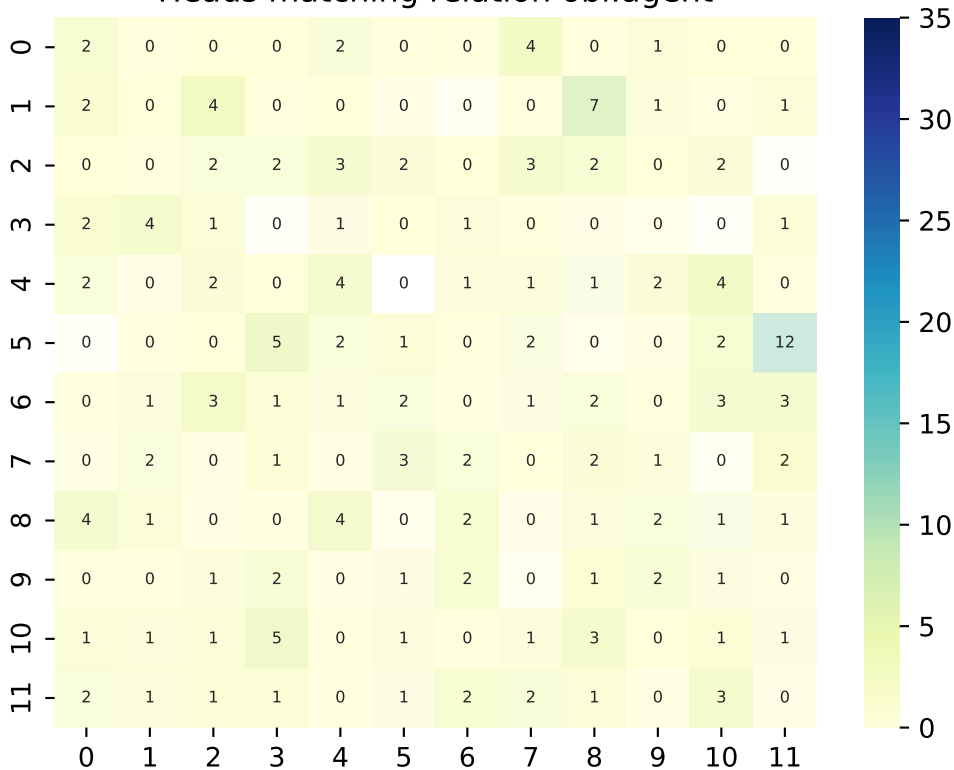 Heads matching relation obl:agent
0 2 0 0 0 2 0 0 4 0 1 0 0
1 2 0 4 0 0 0 0 0 7 1 0 1
2 0 0 2 2 3 2 0 3 2 0 2 0
3 2 4 1 0 1 0 1 0 0 0 0 1
4 2 0 2 0 4 0 1 1 1 2 4 0
5 0 0 0 5 2 1 0 2 0 0 2 12
6 0 1 3 1 1 2 0 1 2 0 3 3
7 0 2 0 1 0 3 2 0 2 1 0 2
8 4 1 0 0 4 0 2 0 1 2 1 1
9 0 0 1 2 0 1 2 0 1 2 1 0
10 1 1 1 5 0 1 0 1 3 0 1 1
11 2 1 1 1 0 1 2 2 1 0 3 0
0 1 2 3 4 5 6 7 8 9 10 11
35
30
25
20
15
10
5
0